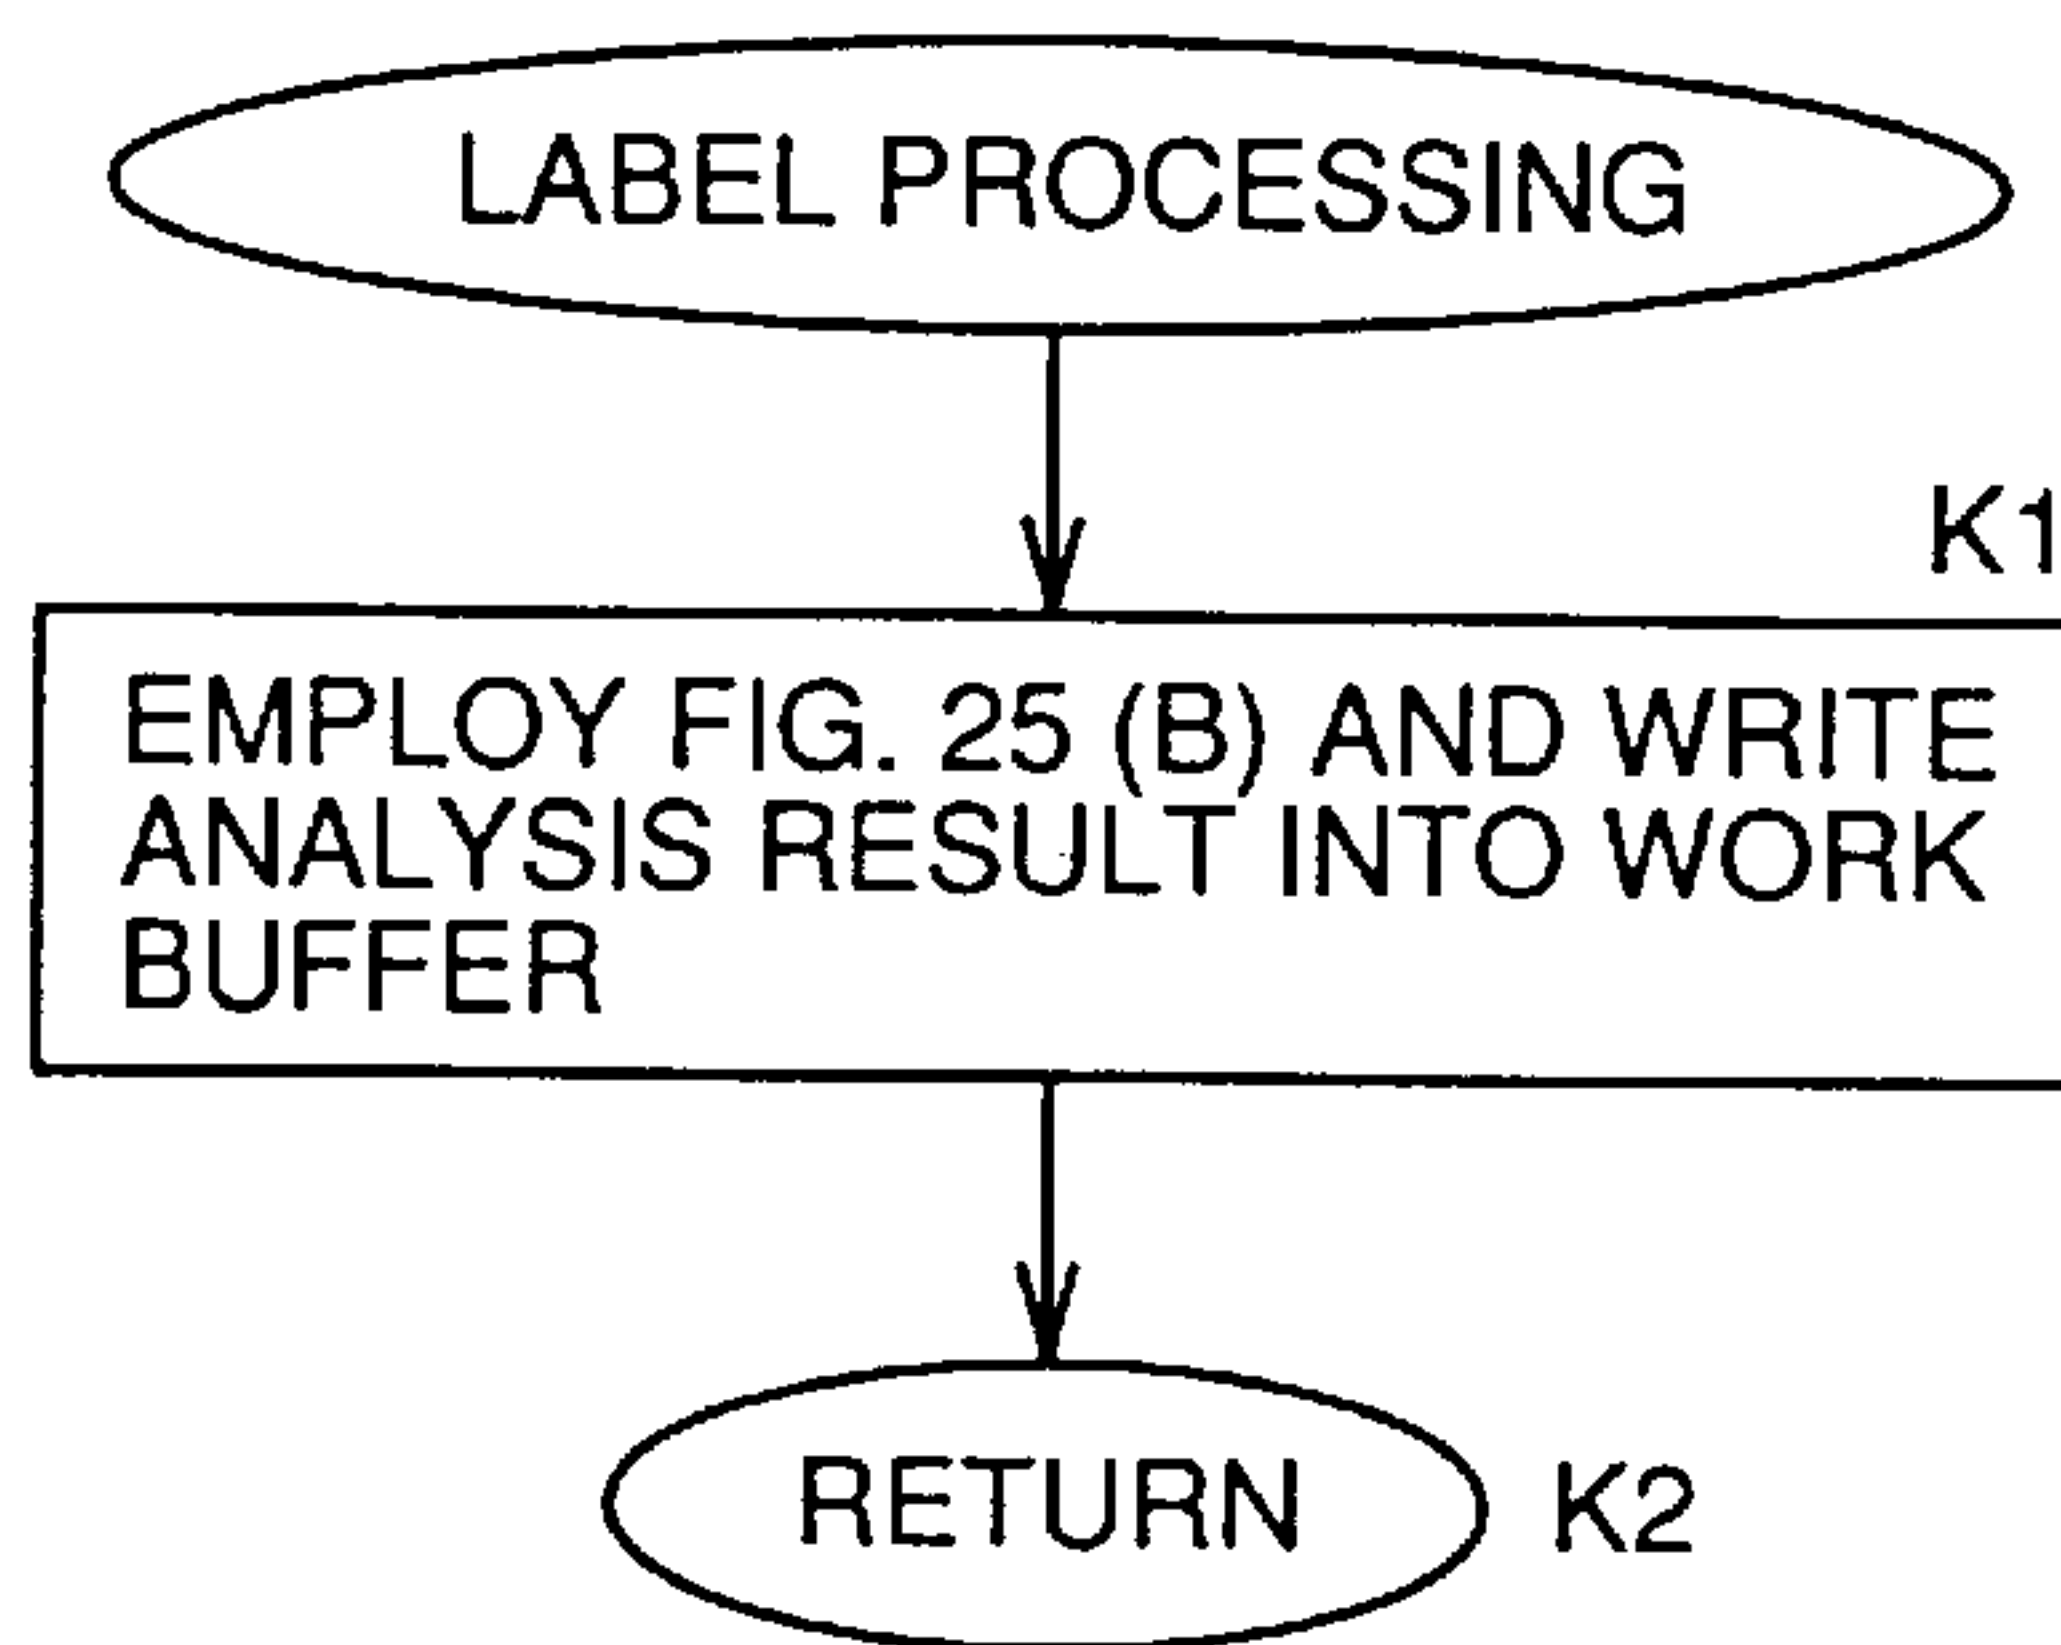 LABEL PROCESSING
K1
EMPLOY FIG. 25 (B) AND WRITE
ANALYSIS RESULT INTO WORK
BUFFER
RETURN K2